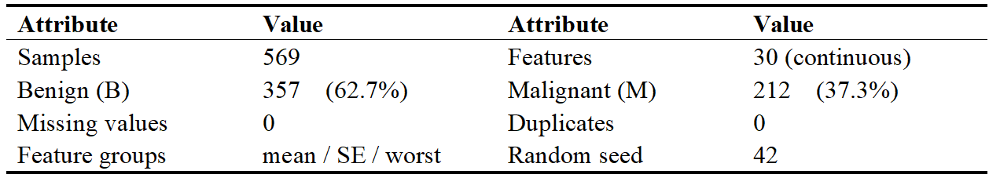 Attribute Value Attribute Value
Samples 569 Features 30 (continuous)
Benign (B) 357 (62.7%) Malignant (M) 212 (37.3%)
Missing values 0 Duplicates 0
Feature groups mean / SE / worst Random seed 42